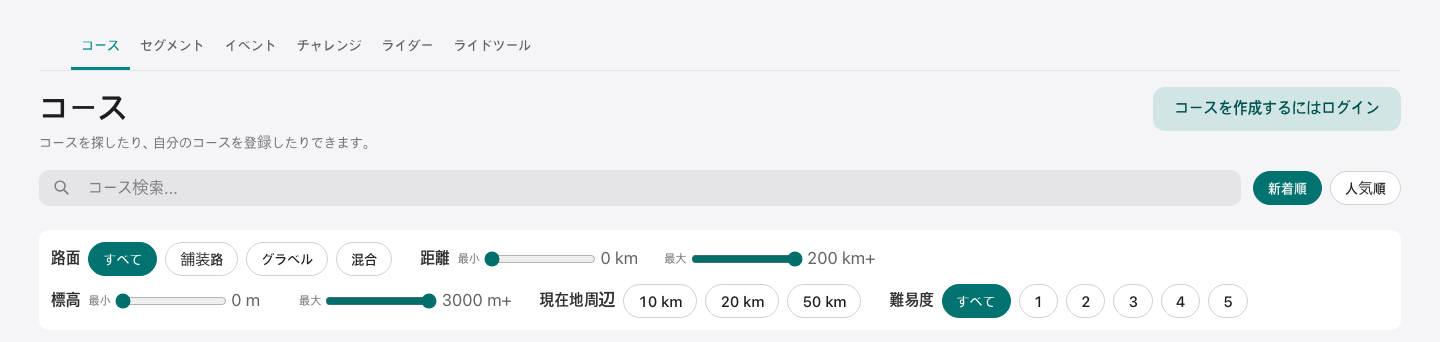 コース セグメント イベント チャレンジ ライダー ライドツール
コース
コースを作成するにはログイン
コースを探したり、自分のコースを登録したりできます。
コース検索...
新着順 人気順
路面 すべて 舗装路 グラベル 混合 距離 最小 0 km 最大 200 km+
標高 最小 0 m 最大 3000 m+ 現在地周辺 10 km 20 km 50 km 難易度 すべて 1 2 3 4 5